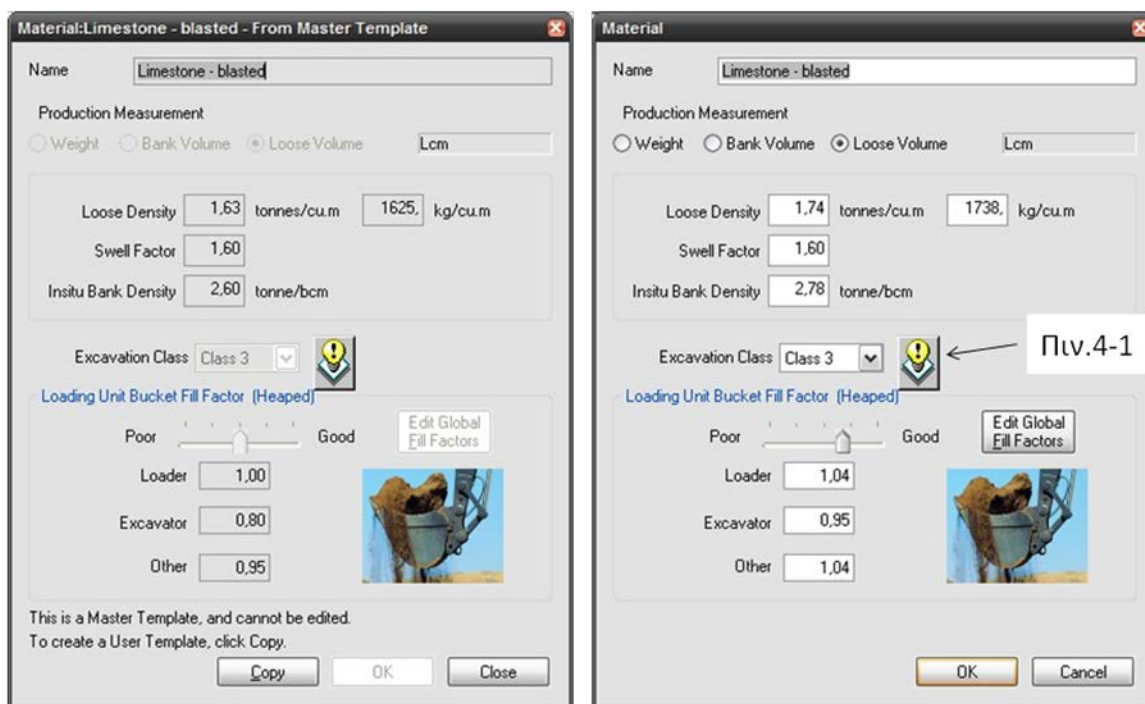 Material:Limestone - blasted - From Master Template
Name Limestone - blasted
Production Measurement
Weight Bank Volume Loose Volume Lcm
Loose Density 1,63 tonnes/cu.m 1625, kg/cu.m
Swell Factor 1,60
Insitu Bank Density 2,60 tonne/bcm
Excavation Class Class 3
Loading Unit Bucket Fill Factor (Heaped)
Poor Good Edit Global Fill Factors
Loader 1,00
Excavator 0,80
Other 0,95
This is a Master Template, and cannot be edited.
To create a User Template, click Copy.
Copy OK Close
Material
Name Limestone - blasted
Production Measurement
Weight Bank Volume Loose Volume Lcm
Loose Density 1,74 tonnes/cu.m 1738, kg/cu.m
Swell Factor 1,60
Insitu Bank Density 2,78 tonne/bcm
Excavation Class Class 3
Πιν.4-1
Loading Unit Bucket Fill Factor (Heaped)
Poor Good Edit Global Fill Factors
Loader 1,04
Excavator 0,95
Other 1,04
OK Cancel